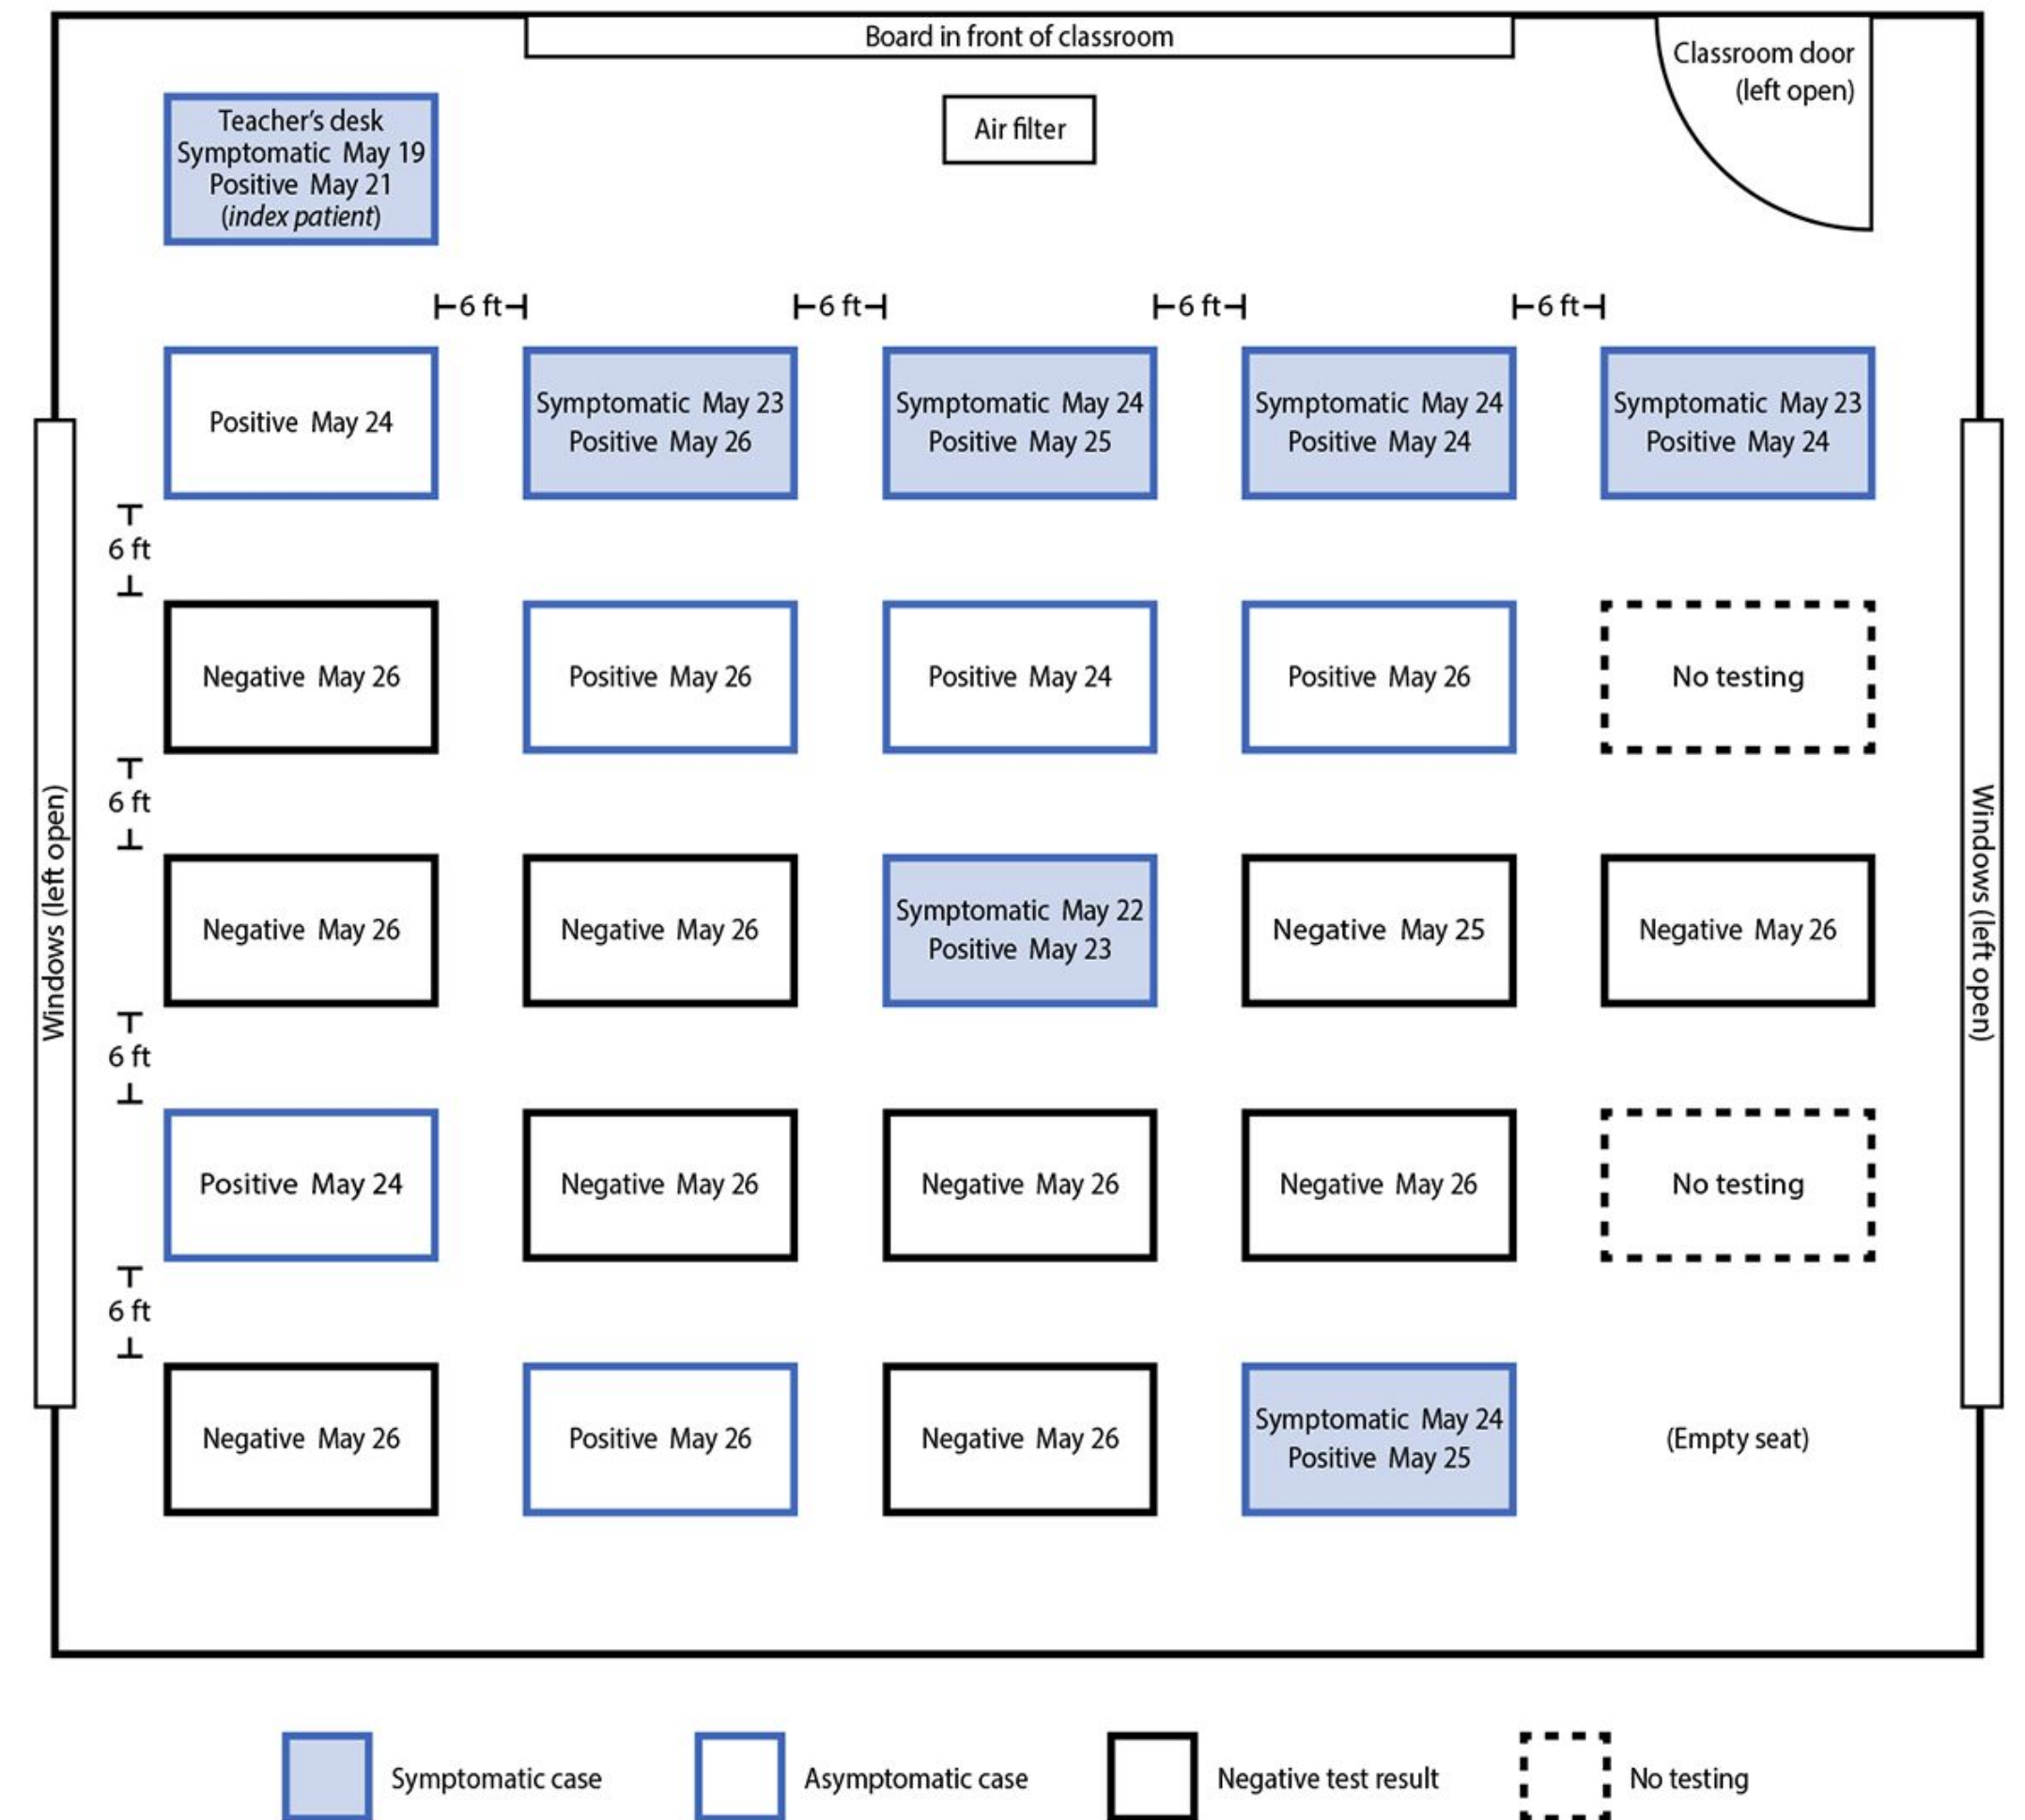 Board in front of classroom
Classroom door
(left open)
Teacher's desk
Symptomatic May 19
Positive May 21
(index patient)
Air filter
6 ft
6 ft
6 ft
6 ft
Positive May 24
Symptomatic May 23
Positive May 26
Symptomatic May 24
Positive May 25
Symptomatic May 24
Positive May 24
Symptomatic May 23
Positive May 24
6 ft
Negative May 26
Positive May 26
Positive May 24
Positive May 26
No testing
6 ft
Windows (left open)
Negative May 26
Negative May 26
Symptomatic May 22
Positive May 23
Negative May 25
Negative May 26
Windows (left open)
6 ft
Positive May 24
Negative May 26
Negative May 26
Negative May 26
No testing
6 ft
Negative May 26
Positive May 26
Negative May 26
Symptomatic May 24
Positive May 25
(Empty seat)
Symptomatic case
Asymptomatic case
Negative test result
No testing